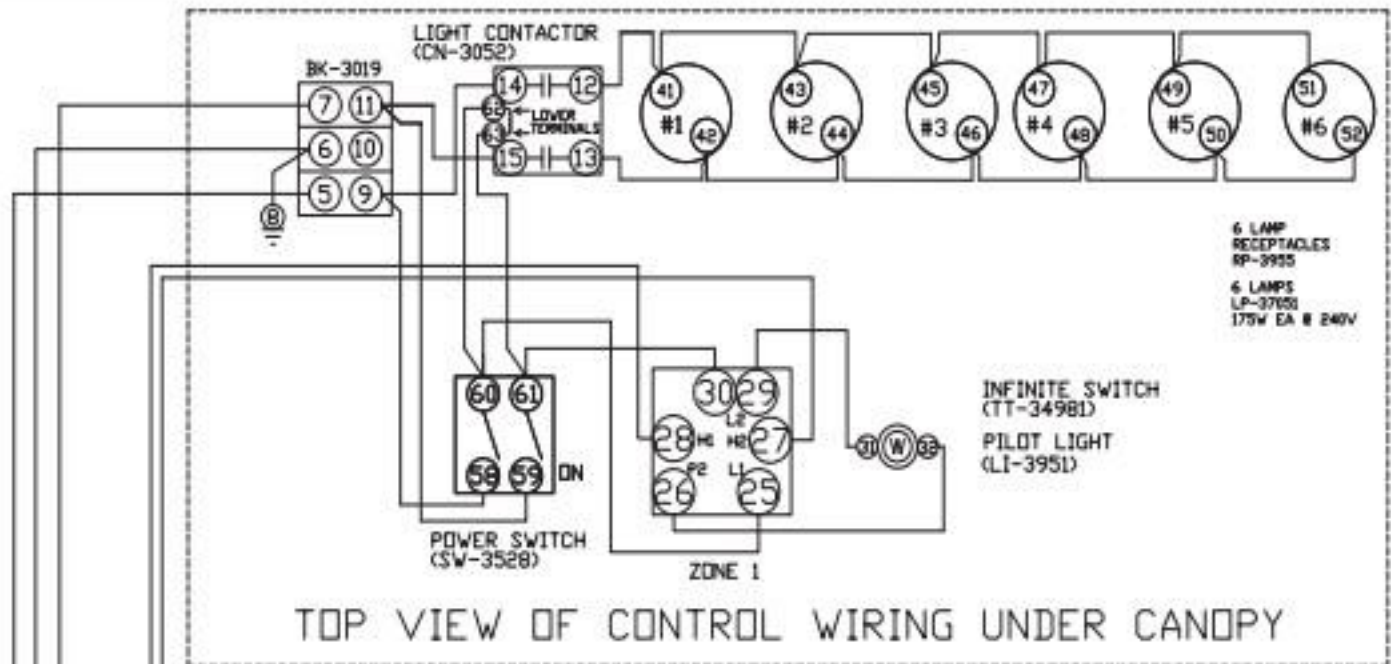 LIGHT CONTACTOR
(CN-3052)
BK-3019
7 11
6 10
5 9
8
14 12
62
LOWER
TERMINALS
63
15 13
41 #1 42
43 #2 44
45 #3 46
47 #4 48
49 #5 50
51 #6 52
6 LAMP
RECEPTACLES
RP-3955
6 LAMPS
LP-37051
175W EA @ 240V
60 61
58 59 ON
POWER SWITCH
(SW-3528)
30 29
L2
28 H1 H2 27
P2 L1
26 25
ZONE 1
31 W 32
INFINITE SWITCH
(TT-34981)
PILOT LIGHT
(LI-3951)
TOP VIEW OF CONTROL WIRING UNDER CANOPY